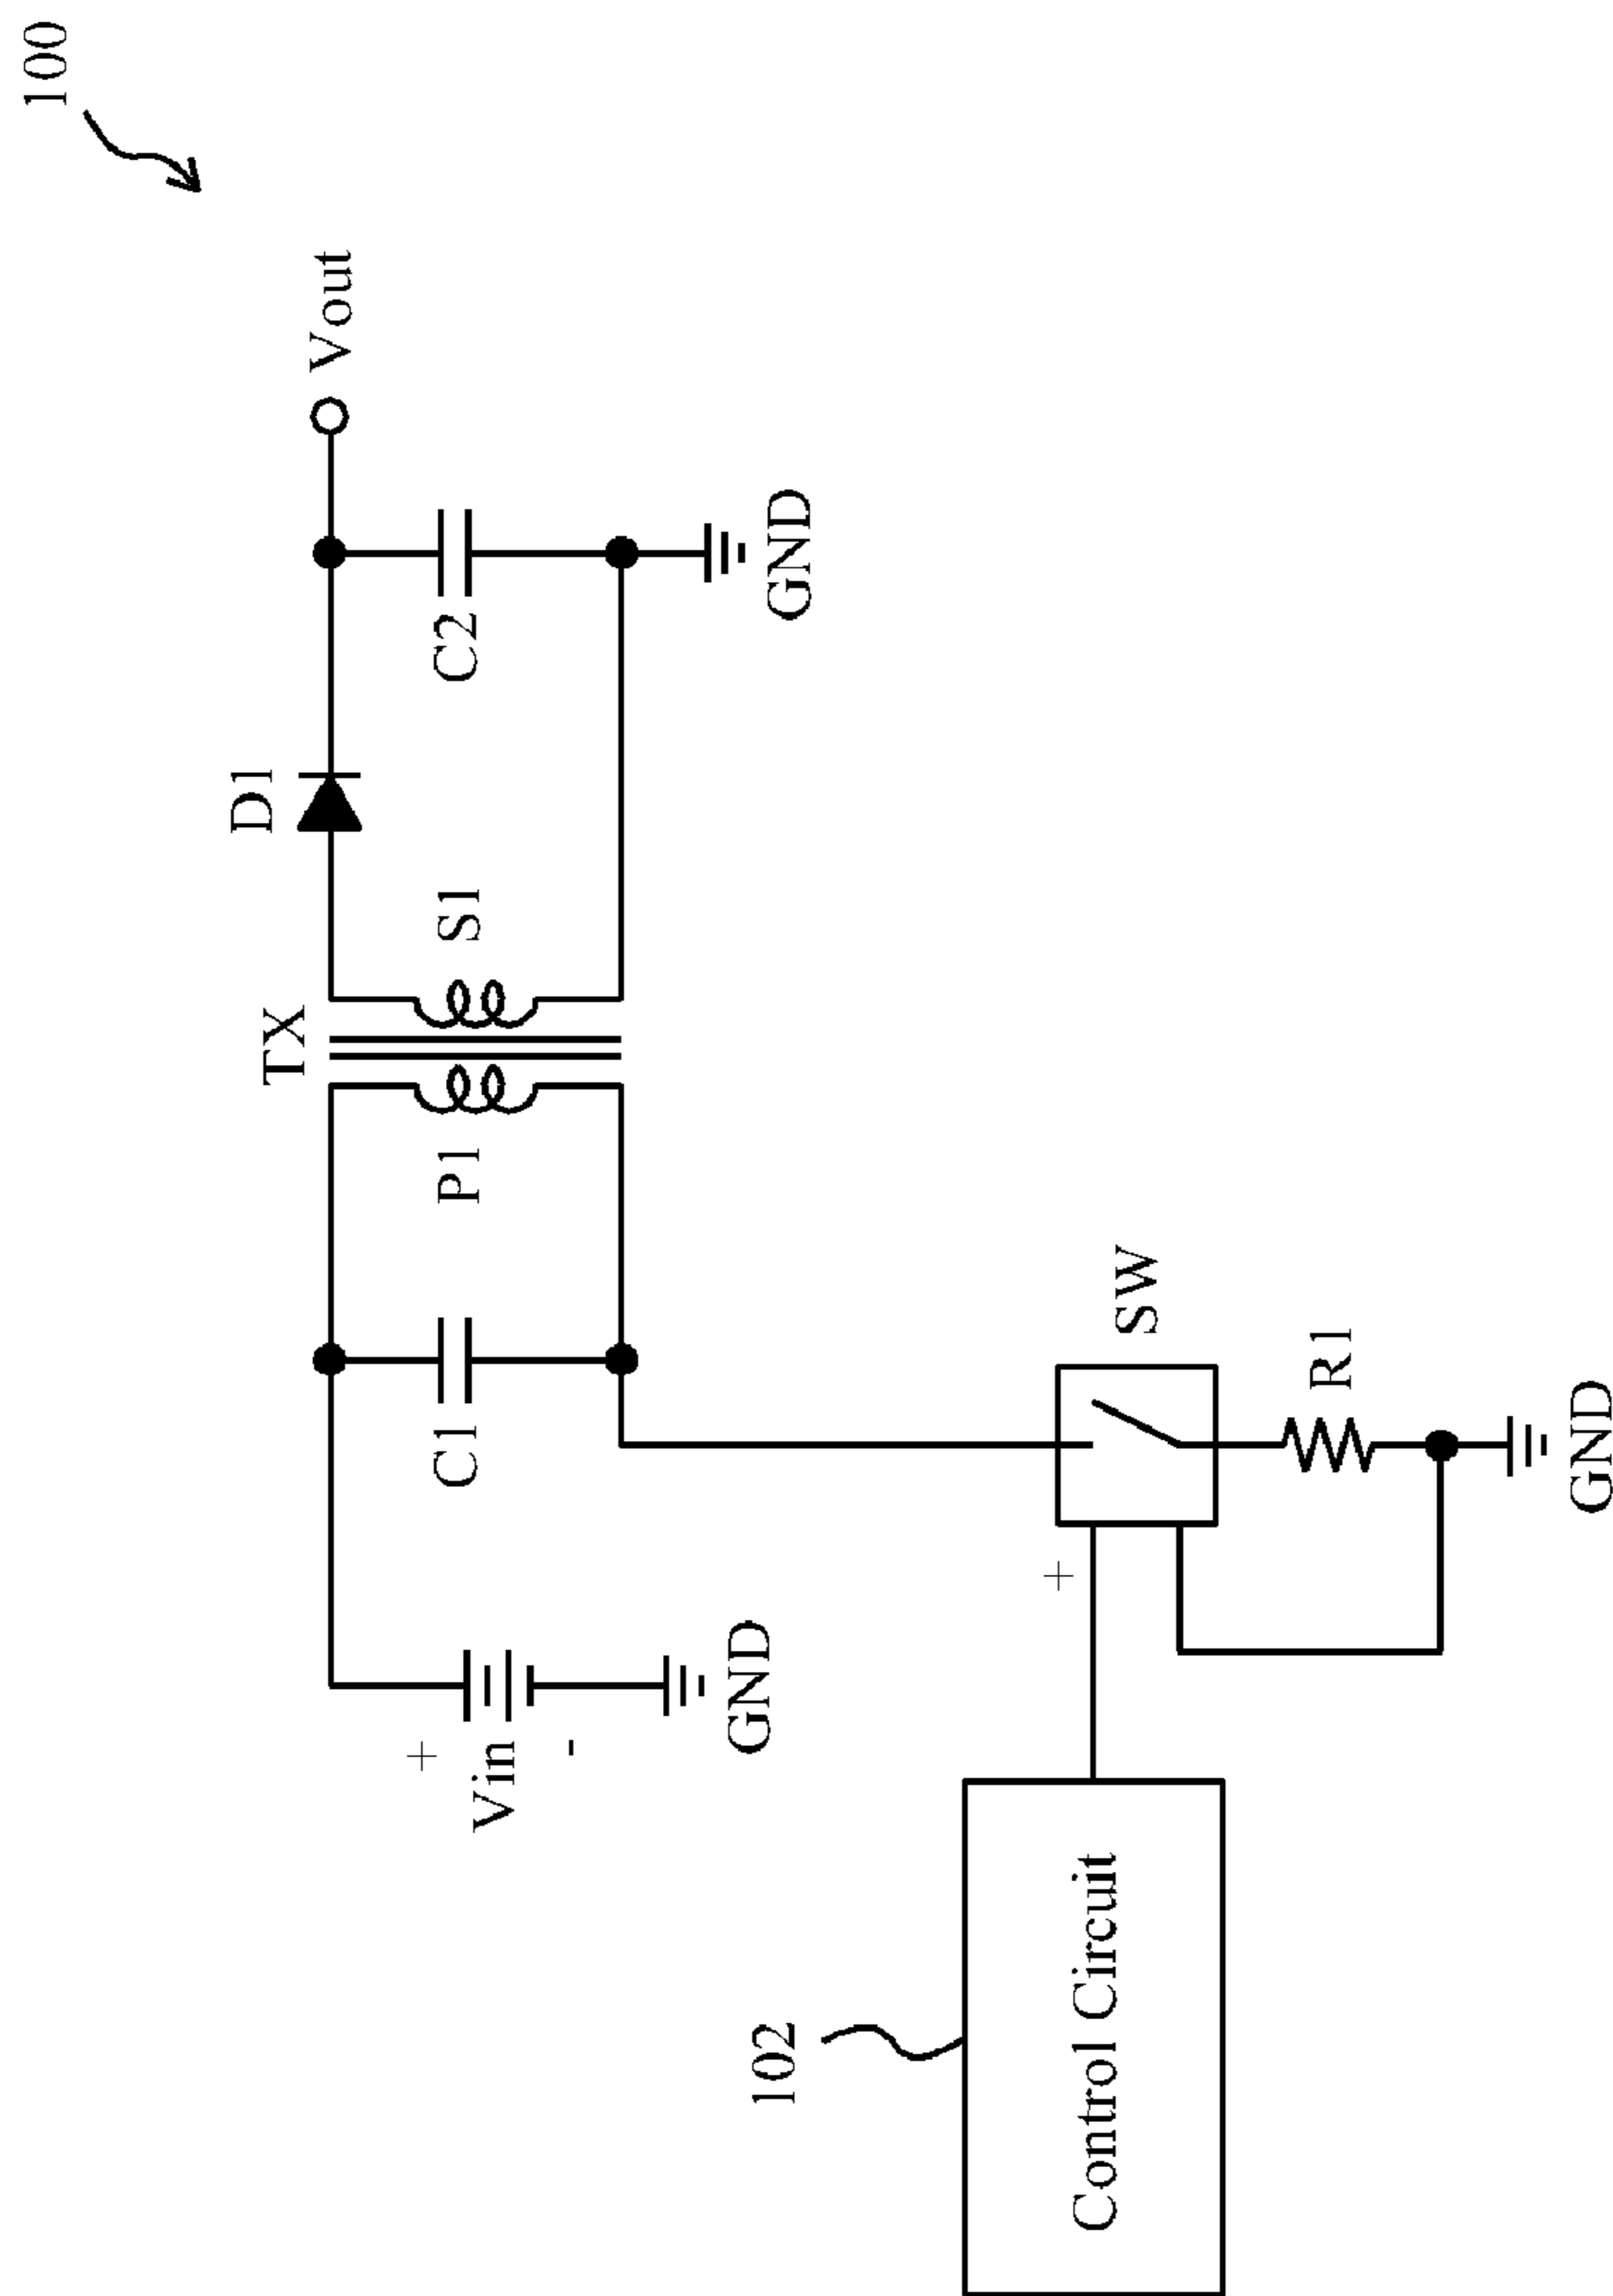 100
TX
D1
Vout
+
Vin
-
C1
P1
S1
C2
GND
GND
102
Control Circuit
+
SW
R1
GND